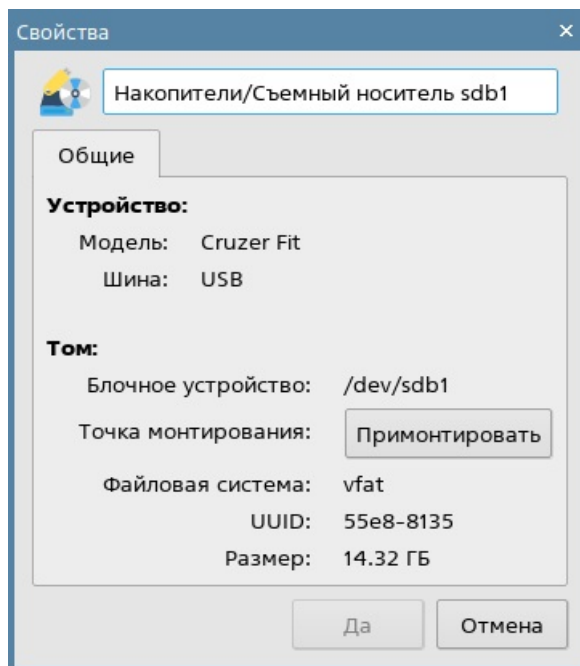 Свойства
Накопители/Съемный носитель sdb1
Общие
Устройство:
Модель: Cruzer Fit
Шина: USB
Том:
Блочное устройство: /dev/sdb1
Точка монтирования: Примонтировать
Файловая система: vfat
UUID: 55e8-8135
Размер: 14.32 ГБ
Да Отмена